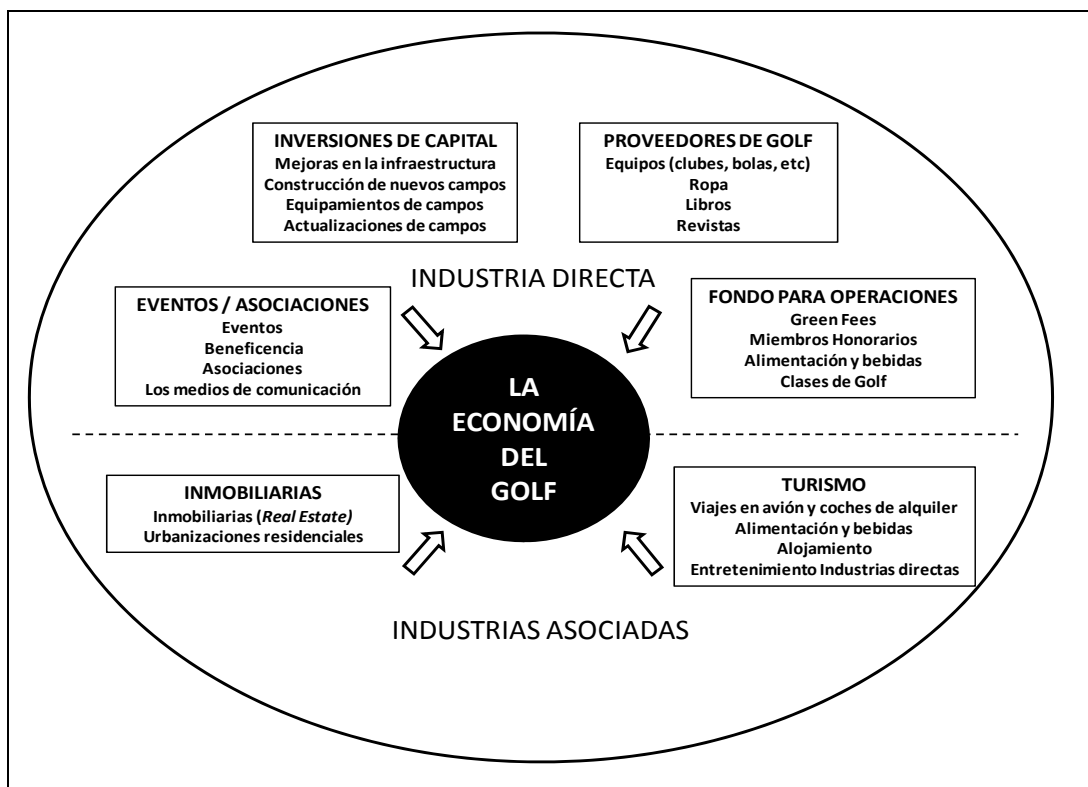 INVERSIONES DE CAPITAL
Mejoras en la infraestructura
Construcción de nuevos campos
Equipamientos de campos
Actualizaciones de campos
PROVEEDORES DE GOLF
Equipos (clubes, bolas, etc)
Ropa
Libros
Revistas
INDUSTRIA DIRECTA
EVENTOS / ASOCIACIONES
Eventos
Beneficencia
Asociaciones
Los medios de comunicación
FONDO PARA OPERACIONES
Green Fees
Miembros Honorarios
Alimentación y bebidas
Clases de Golf
LA
ECONOMÍA
DEL
GOLF
INMOBILIARIAS
Inmobiliarias (Real Estate)
Urbanizaciones residenciales
TURISMO
Viajes en avión y coches de alquiler
Alimentación y bebidas
Alojamiento
Entretenimiento Industrias directas
INDUSTRIAS ASOCIADAS